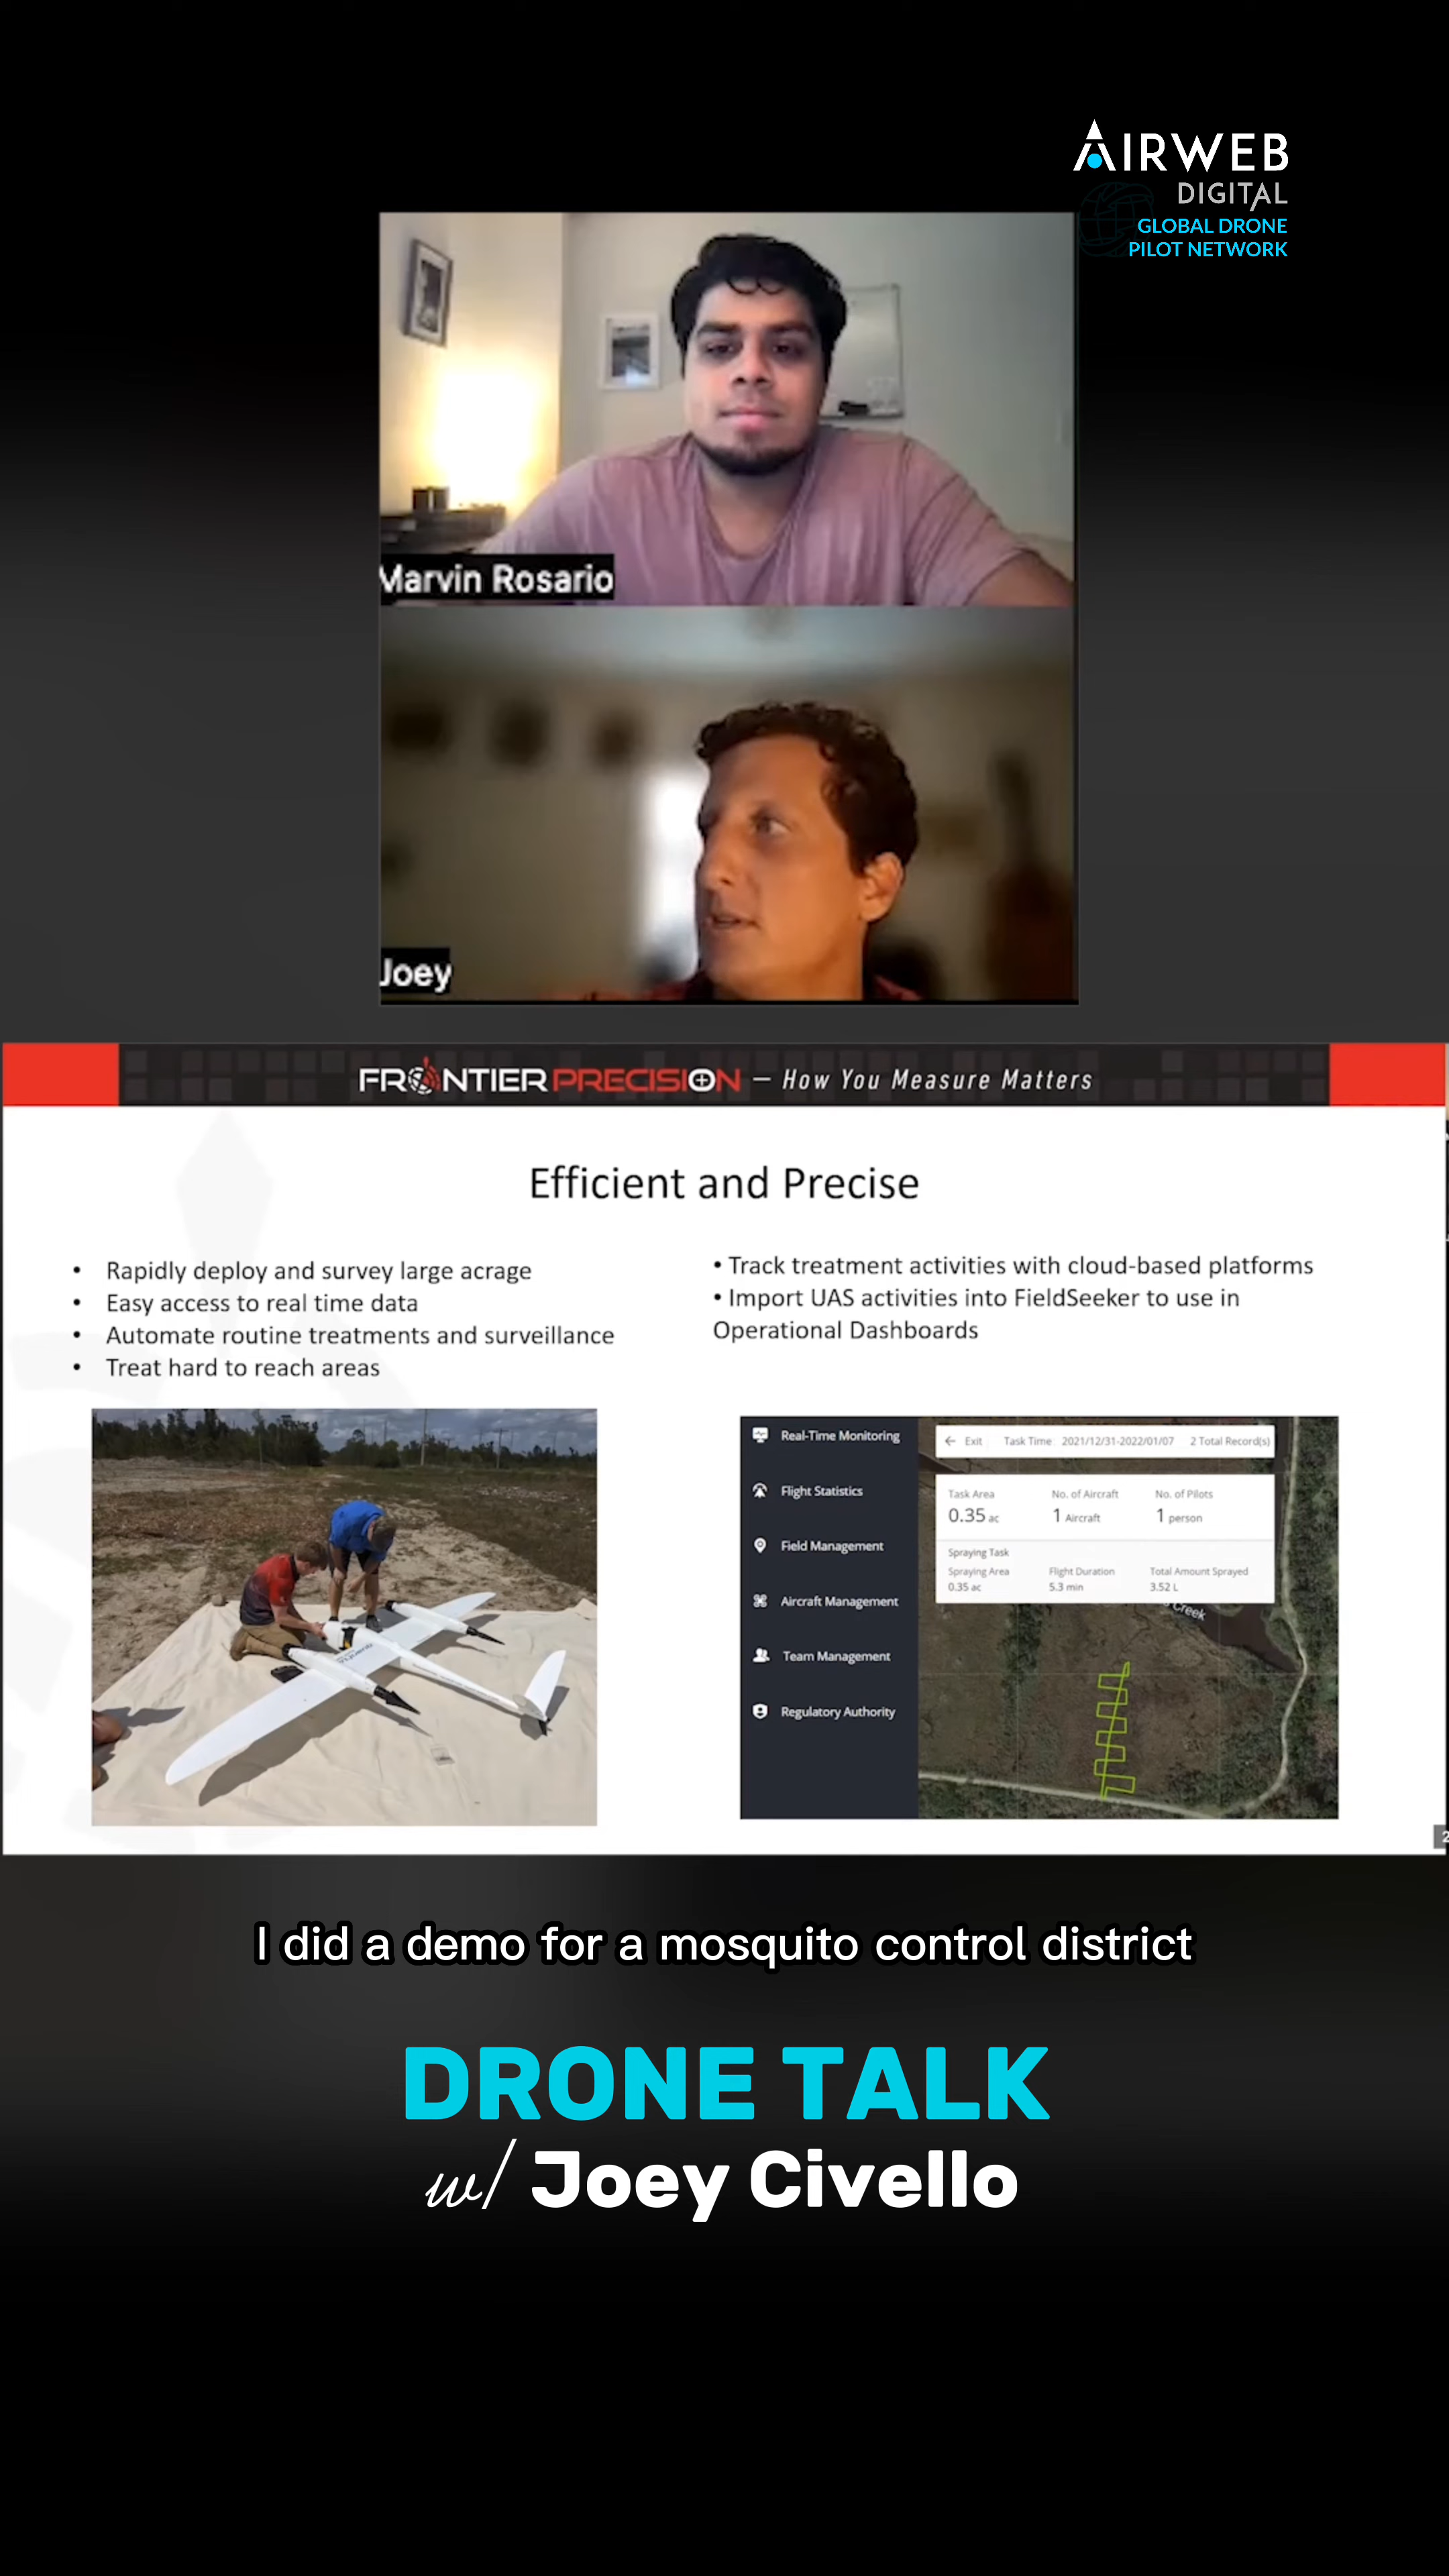 AIRWEB
DIGITAL
GLOBAL DRONE
PILOT NETWORK
Marvin Rosario
Joey
FRONTIER PRECISION — How You Measure Matters
Efficient and Precise
• Rapidly deploy and survey large acrage
• Easy access to real time data
• Automate routine treatments and surveillance
• Treat hard to reach areas
• Track treatment activities with cloud-based platforms
• Import UAS activities into FieldSeeker to use in
Operational Dashboards
Real-Time Monitoring
Flight Statistics
Field Management
Aircraft Management
Team Management
Regulatory Authority
← Exit Task Time 2021/12/31-2022/01/07 2 Total Record(s)
Task Area No. of Aircraft No. of Pilots
0.35 ac 1 Aircraft 1 person
Spraying Task
Spraying Area Flight Duration Total Amount Sprayed
0.35 ac 5.3 min 3.52 L
Creek
2
I did a demo for a mosquito control district
DRONE TALK
w/ Joey Civello